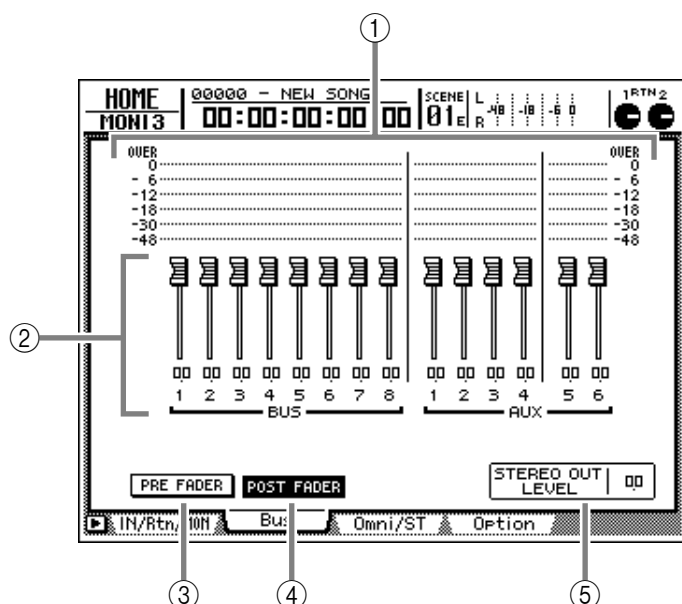 ①
HOME
MONI3
00000 - NEW SONG
00:00:00:00 00
SCENE
01E
L
R
-48 -18 -6 0
1 RTN 2
OVER OVER
0 0
- 6 - 6
-12 -12
-18 -18
-30 -30
-48 -48
②
00 00 00 00 00 00 00 00 00 00 00 00 00 00
1 2 3 4 5 6 7 8 1 2 3 4 5 6
BUS AUX
PRE FADER POST FADER
STEREO OUT
LEVEL 00
IN/Rtn/MON Bus Omni/ST Option
③ ④ ⑤